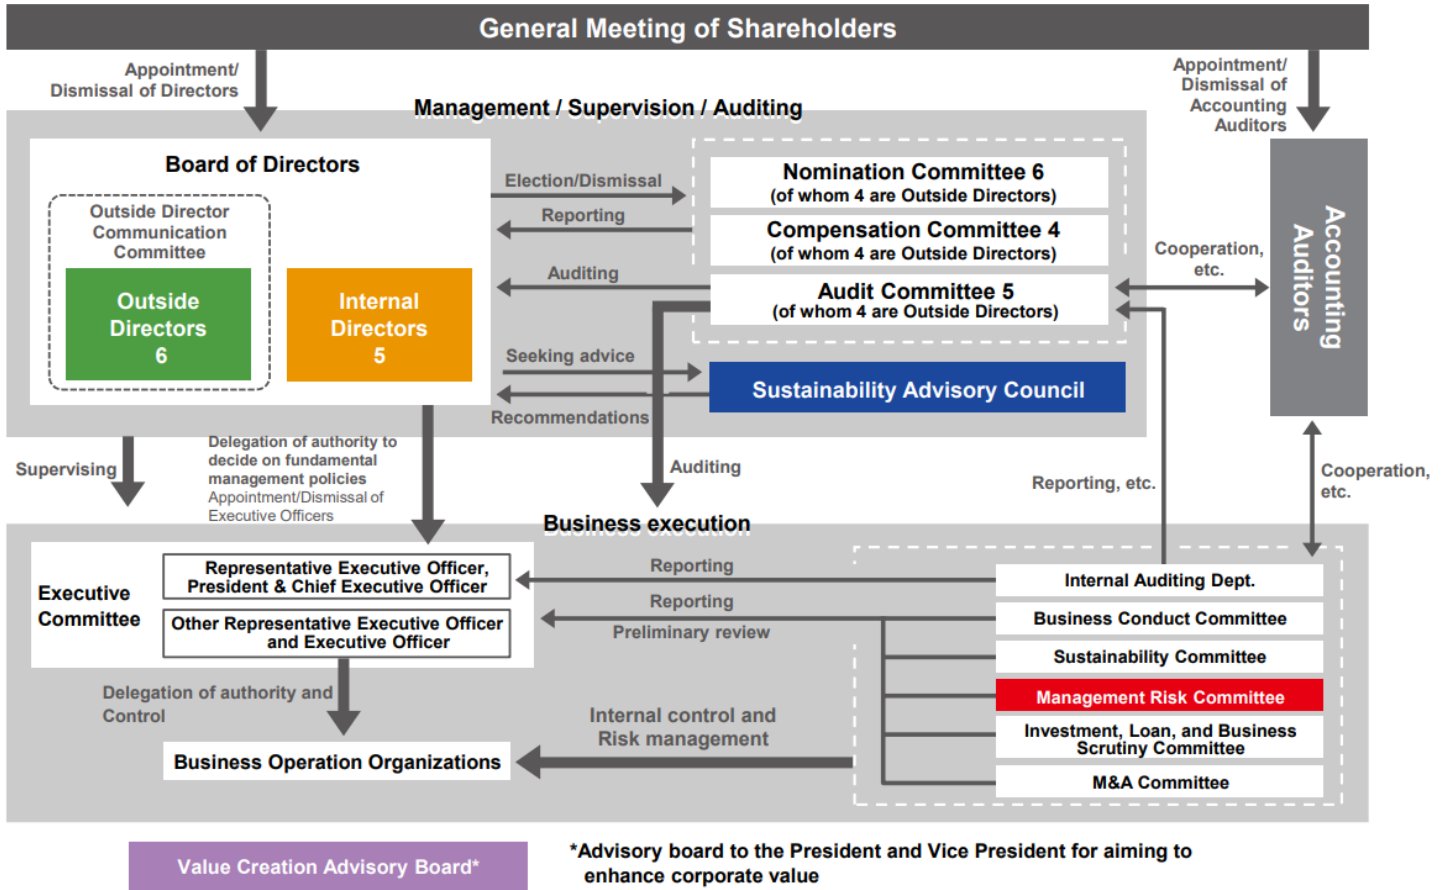 General Meeting of Shareholders
Appointment/
Dismissal of Directors
Appointment/
Dismissal of
Accounting
Auditors
Management / Supervision / Auditing
Board of Directors
Outside Director
Communication
Committee
Outside
Directors
6
Internal
Directors
5
Election/Dismissal
Reporting
Auditing
Seeking advice
Recommendations
Nomination Committee 6
(of whom 4 are Outside Directors)
Compensation Committee 4
(of whom 4 are Outside Directors)
Audit Committee 5
(of whom 4 are Outside Directors)
Sustainability Advisory Council
Cooperation,
etc.
Accounting
Auditors
Supervising
Delegation of authority to
decide on fundamental
management policies
Appointment/Dismissal of
Executive Officers
Auditing
Reporting, etc.
Cooperation,
etc.
Business execution
Executive
Committee
Representative Executive Officer,
President & Chief Executive Officer
Other Representative Executive Officer
and Executive Officer
Reporting
Reporting
Preliminary review
Internal Auditing Dept.
Business Conduct Committee
Sustainability Committee
Management Risk Committee
Investment, Loan, and Business
Scrutiny Committee
M&A Committee
Delegation of authority and
Control
Internal control and
Risk management
Business Operation Organizations
Value Creation Advisory Board*
*Advisory board to the President and Vice President for aiming to
enhance corporate value